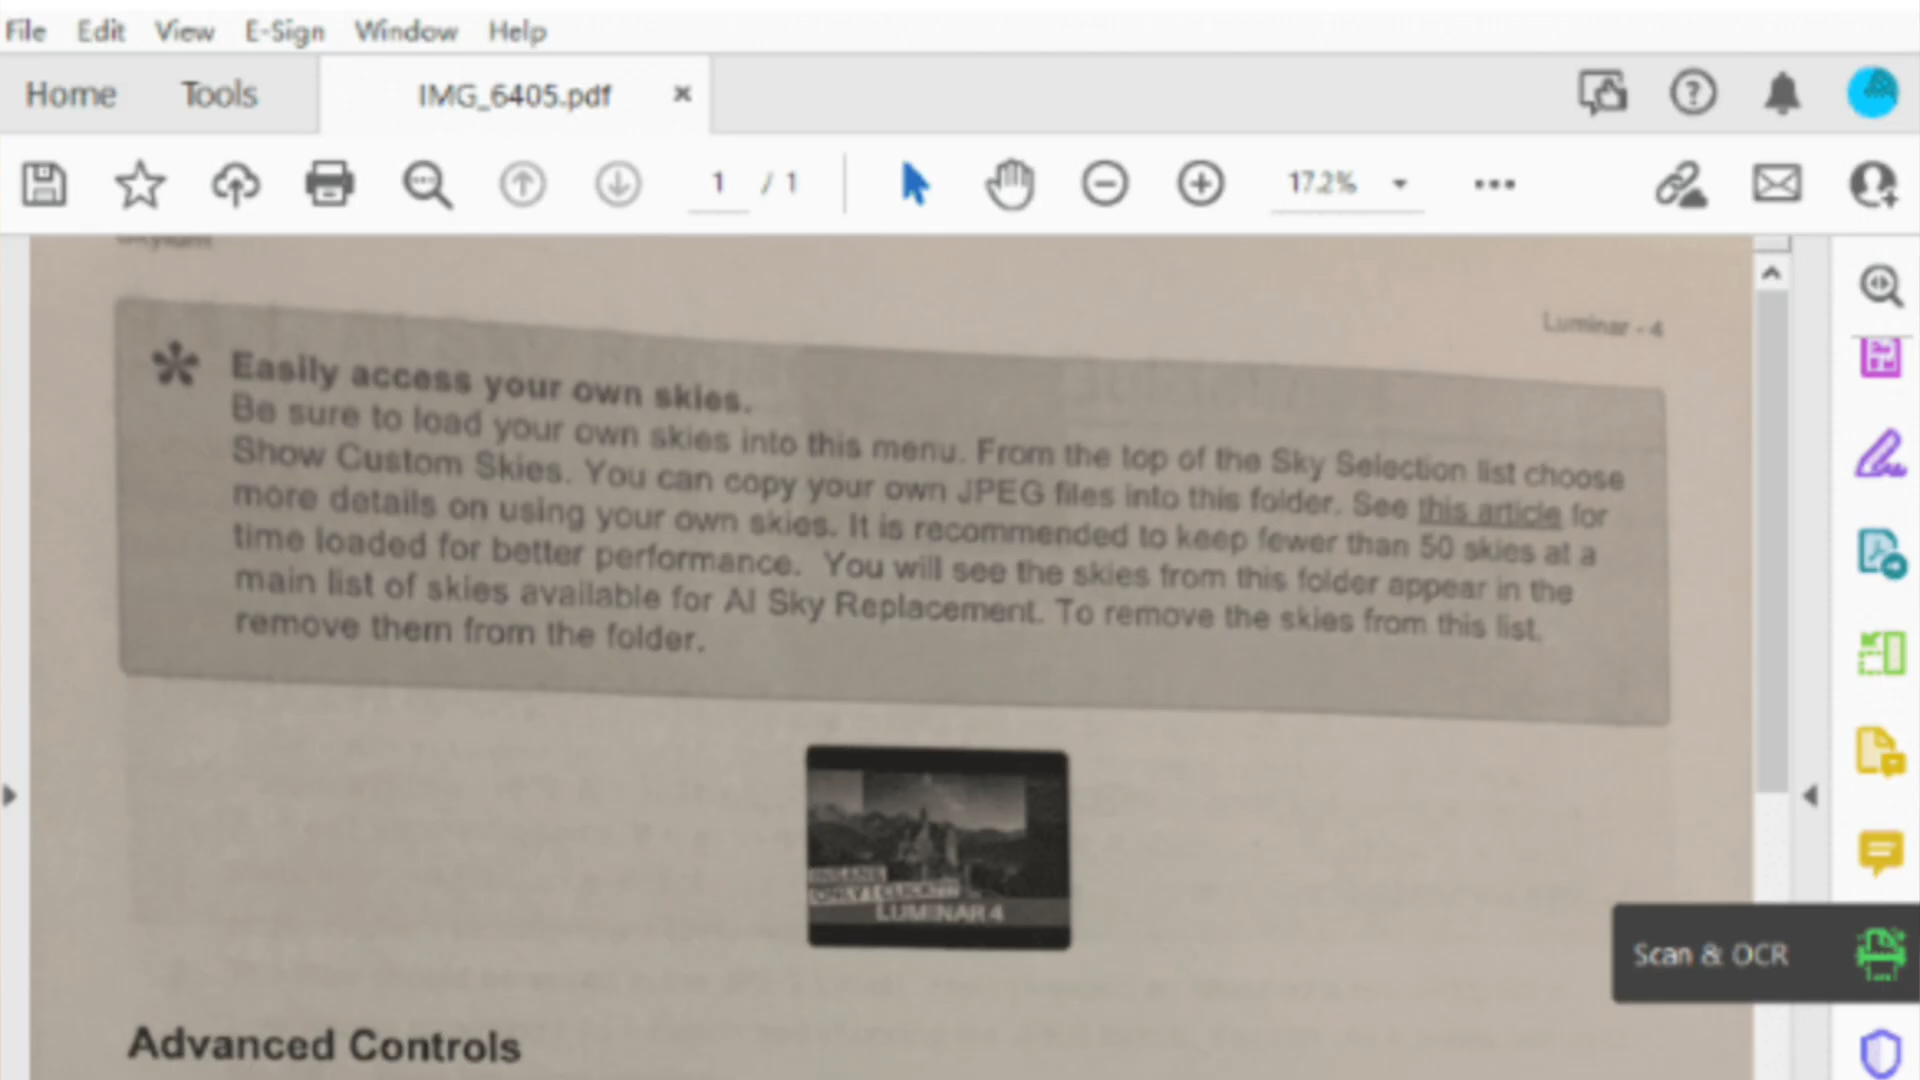 File Edit View E-Sign Window Help
Home Tools IMG_6405.pdf
1 / 1 17.2%
Skylum
Luminar - 4
Easily access your own skies.
Be sure to load your own skies into this menu. From the top of the Sky Selection list choose
Show Custom Skies. You can copy your own JPEG files into this folder. See this article for
more details on using your own skies. It is recommended to keep fewer than 50 skies at a
time loaded for better performance. You will see the skies from this folder appear in the
main list of skies available for AI Sky Replacement. To remove the skies from this list,
remove them from the folder.
INSANE
ONLY 1 CLICK???
LUMINAR 4
Scan & OCR
Advanced Controls